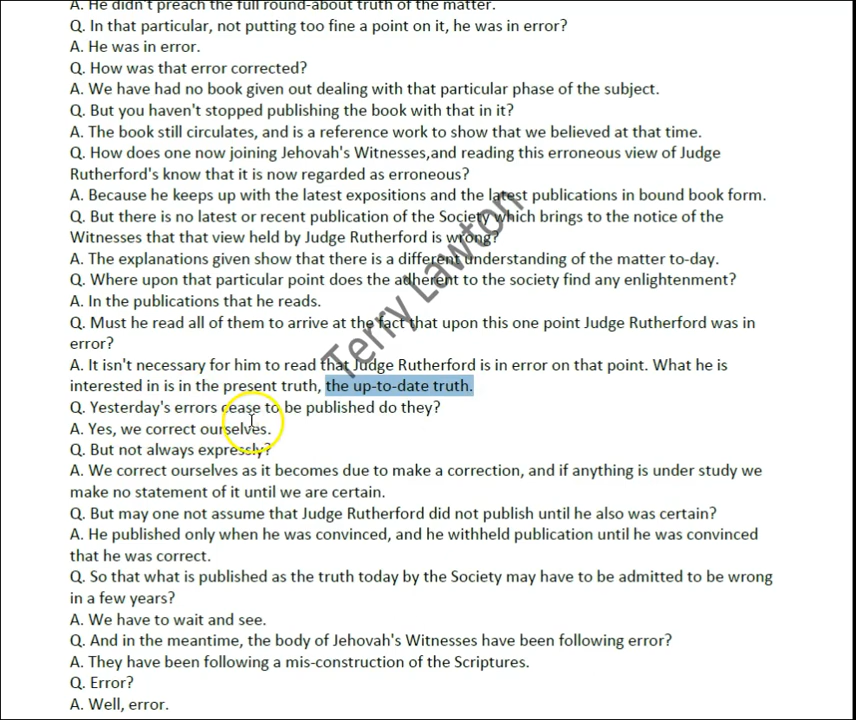 A. He didn't preach the full round-about truth of the matter.
Q. In that particular, not putting too fine a point on it, he was in error?
A. He was in error.
Q. How was that error corrected?
A. We have had no book given out dealing with that particular phase of the subject.
Q. But you haven't stopped publishing the book with that in it?
A. The book still circulates, and is a reference work to show that we believed at that time.
Q. How does one now joining Jehovah's Witnesses,and reading this erroneous view of Judge
Rutherford's know that it is now regarded as erroneous?
A. Because he keeps up with the latest expositions and the latest publications in bound book form.
Q. But there is no latest or recent publication of the Society which brings to the notice of the
Witnesses that that view held by Judge Rutherford is wrong?
A. The explanations given show that there is a different understanding of the matter to-day.
Q. Where upon that particular point does the adherent to the society find any enlightenment?
A. In the publications that he reads.
Q. Must he read all of them to arrive at the fact that upon this one point Judge Rutherford was in
error?
A. It isn't necessary for him to read that Judge Rutherford is in error on that point. What he is
interested in is in the present truth, the up-to-date truth.
Q. Yesterday's errors cease to be published do they?
A. Yes, we correct ourselves.
Q. But not always expressly?
A. We correct ourselves as it becomes due to make a correction, and if anything is under study we
make no statement of it until we are certain.
Q. But may one not assume that Judge Rutherford did not publish until he also was certain?
A. He published only when he was convinced, and he withheld publication until he was convinced
that he was correct.
Q. So that what is published as the truth today by the Society may have to be admitted to be wrong
in a few years?
A. We have to wait and see.
Q. And in the meantime, the body of Jehovah's Witnesses have been following error?
A. They have been following a mis-construction of the Scriptures.
Q. Error?
A. Well, error.
Terry Lawton